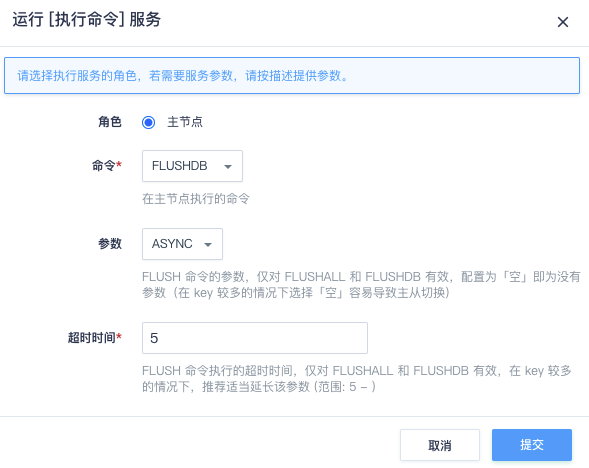 运行 [执行命令] 服务
请选择执行服务的角色，若需要服务参数，请按描述提供参数。
角色 主节点
命令* FLUSHDB
在主节点执行的命令
参数 ASYNC
FLUSH 命令的参数，仅对 FLUSHALL 和 FLUSHDB 有效，配置为「空」即为没有
参数（在 key 较多的情况下选择「空」容易导致主从切换）
超时时间* 5
FLUSH 命令执行的超时时间，仅对 FLUSHALL 和 FLUSHDB 有效，在 key 较多
的情况下，推荐适当延长该参数 (范围: 5 – )
取消 提交